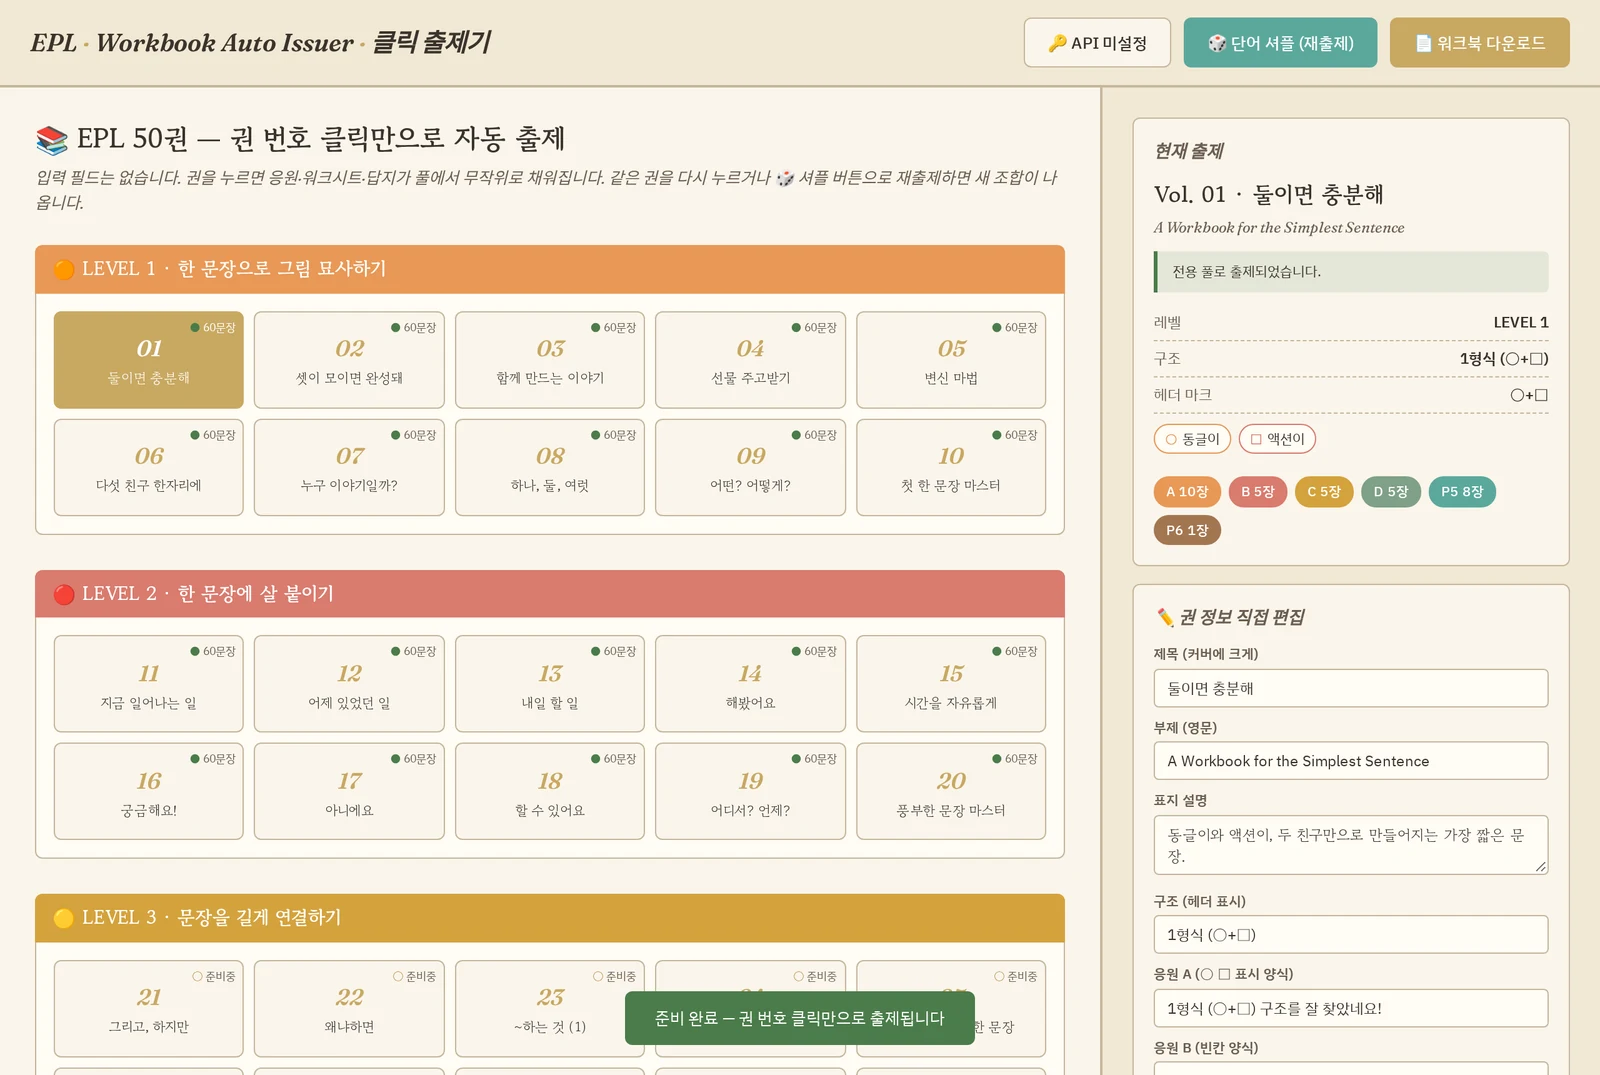 EPL · Workbook Auto Issuer · 클릭 출제기
🔑 API 미설정
🎲 단어 셔플 (재출제)
📄 워크북 다운로드
📚 EPL 50권 — 권 번호 클릭만으로 자동 출제
입력 필드는 없습니다. 권을 누르면 응원·워크시트·답지가 풀에서 무작위로 채워집니다. 같은 권을 다시 누르거나 🎲 셔플 버튼으로 재출제하면 새 조합이 나
옵니다.
🟠 LEVEL 1 · 한 문장으로 그림 묘사하기
● 60문장
01
둘이면 충분해
● 60문장
02
셋이 모이면 완성돼
● 60문장
03
함께 만드는 이야기
● 60문장
04
선물 주고받기
● 60문장
05
변신 마법
● 60문장
06
다섯 친구 한자리에
● 60문장
07
누구 이야기일까?
● 60문장
08
하나, 둘, 여럿
● 60문장
09
어떤? 어떻게?
● 60문장
10
첫 한 문장 마스터
🔴 LEVEL 2 · 한 문장에 살 붙이기
● 60문장
11
지금 일어나는 일
● 60문장
12
어제 있었던 일
● 60문장
13
내일 할 일
● 60문장
14
해봤어요
● 60문장
15
시간을 자유롭게
● 60문장
16
궁금해요!
● 60문장
17
아니에요
● 60문장
18
할 수 있어요
● 60문장
19
어디서? 언제?
● 60문장
20
풍부한 문장 마스터
🟡 LEVEL 3 · 문장을 길게 연결하기
○ 준비중
21
그리고, 하지만
○ 준비중
22
왜냐하면
○ 준비중
23
~하는 것 (1)
○ 준비중
○ 준비중
한 문장
준비 완료 — 권 번호 클릭만으로 출제됩니다
현재 출제
Vol. 01 · 둘이면 충분해
A Workbook for the Simplest Sentence
전용 풀로 출제되었습니다.
레벨 LEVEL 1
구조 1형식 (○+□)
헤더 마크 ○+□
○ 동글이
□ 액션이
A 10장
B 5장
C 5장
D 5장
P5 8장
P6 1장
✏️ 권 정보 직접 편집
제목 (커버에 크게)
둘이면 충분해
부제 (영문)
A Workbook for the Simplest Sentence
표지 설명
동글이와 액션이, 두 친구만으로 만들어지는 가장 짧은 문
장.
구조 (헤더 표시)
1형식 (○+□)
응원 A (○ □ 표시 양식)
1형식 (○+□) 구조를 잘 찾았네요!
응원 B (빈칸 양식)